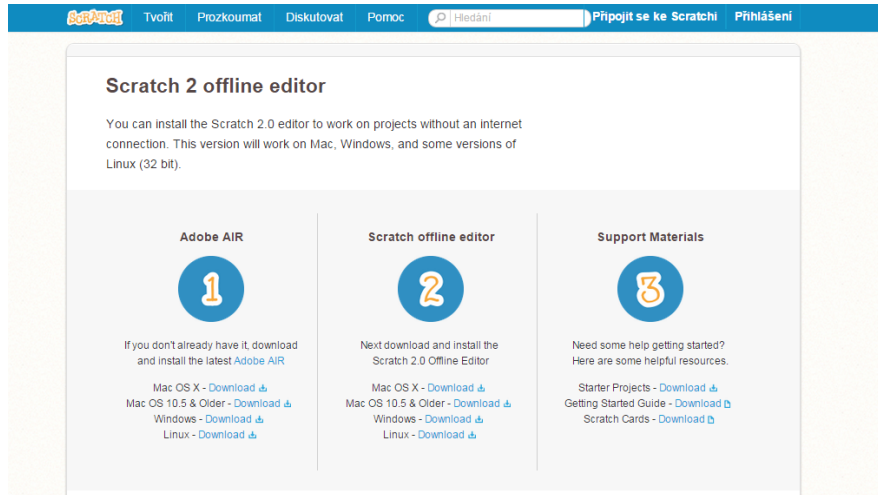 SCRATCH Tvořit Prozkoumat Diskutovat Pomoc Hledání Připojit se ke Scratchi Přihlášení
Scratch 2 offline editor
You can install the Scratch 2.0 editor to work on projects without an internet
connection. This version will work on Mac, Windows, and some versions of
Linux (32 bit).
Adobe AIR
1
If you don't already have it, download
and install the latest Adobe AIR
Mac OS X - Download
Mac OS 10.5 & Older - Download
Windows - Download
Linux - Download
Scratch offline editor
2
Next download and install the
Scratch 2.0 Offline Editor
Mac OS X - Download
Mac OS 10.5 & Older - Download
Windows - Download
Linux - Download
Support Materials
3
Need some help getting started?
Here are some helpful resources.
Starter Projects - Download
Getting Started Guide - Download
Scratch Cards - Download